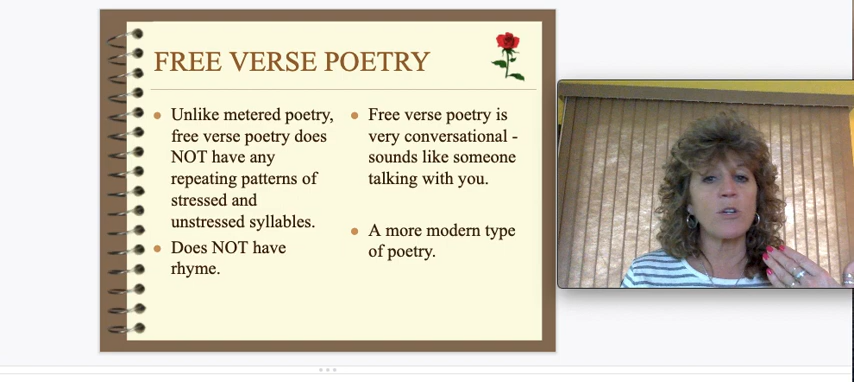 FREE VERSE POETRY
Unlike metered poetry,
free verse poetry does
NOT have any
repeating patterns of
stressed and
unstressed syllables.
Does NOT have
rhyme.
Free verse poetry is
very conversational -
sounds like someone
talking with you.
A more modern type
of poetry.